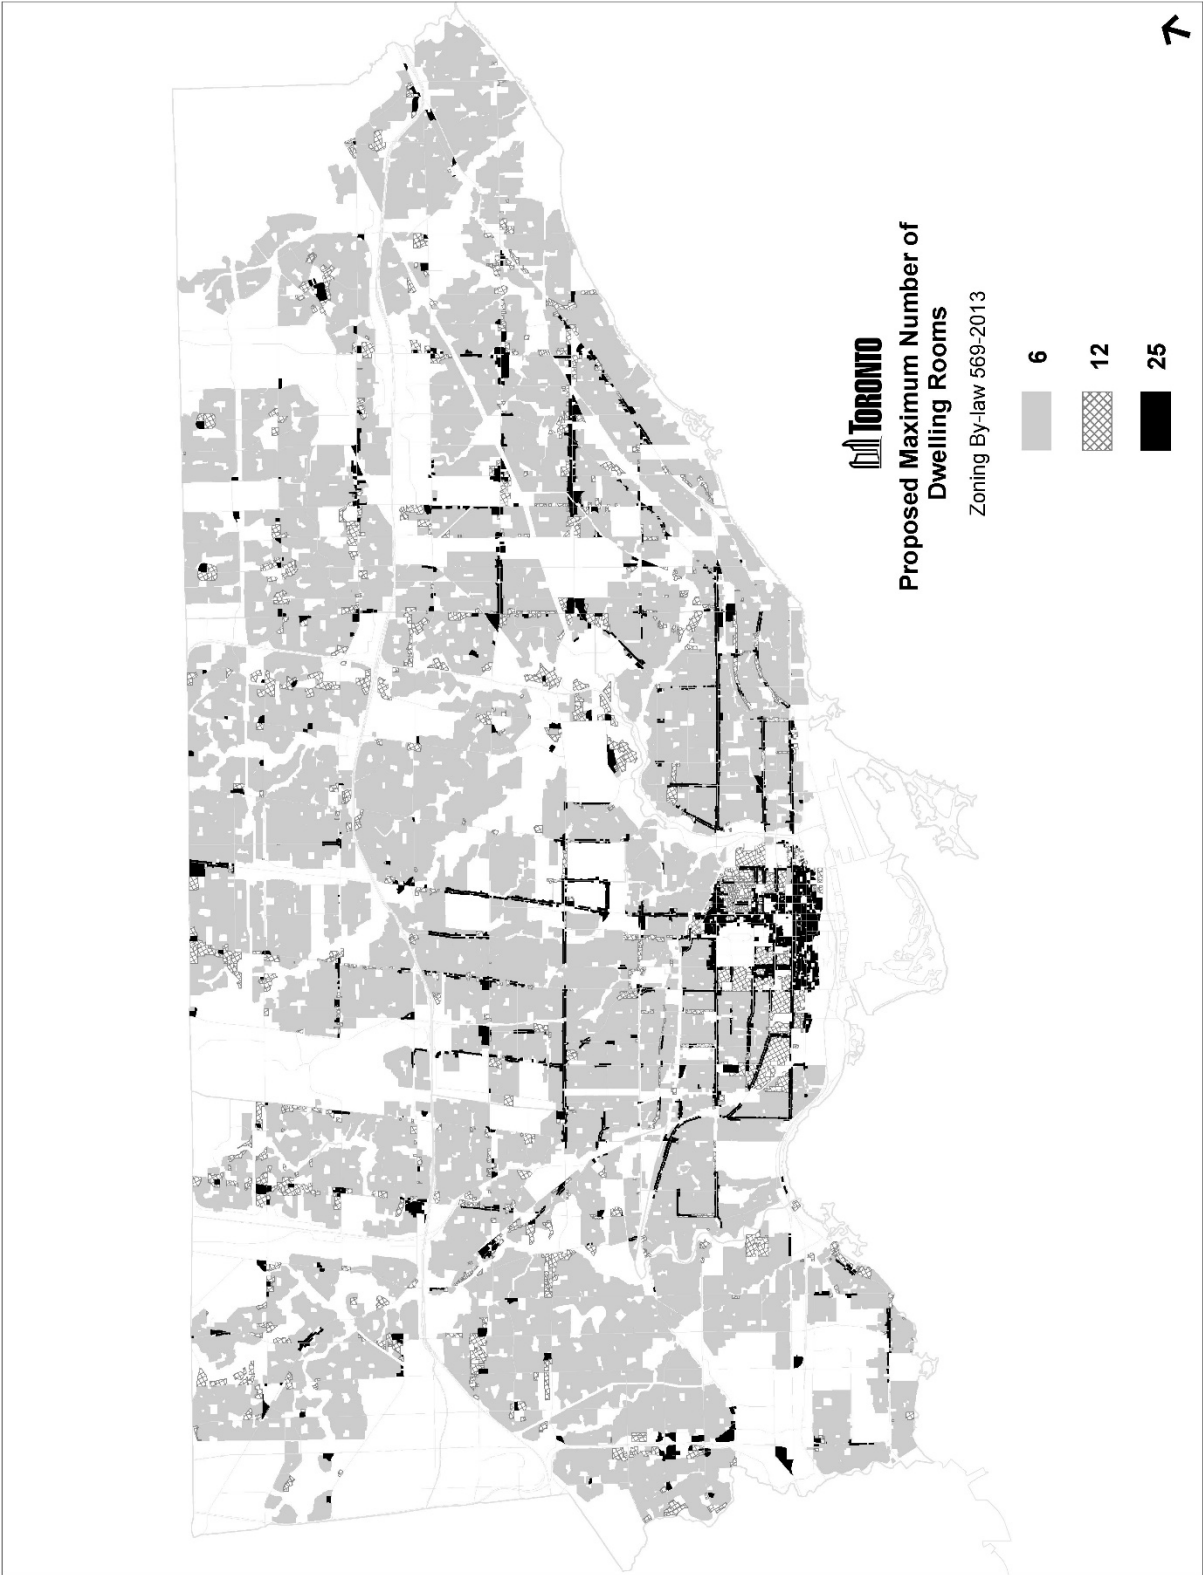 TORONTO
Proposed Maximum Number of
Dwelling Rooms
Zoning By-law 569-2013
6
12
25